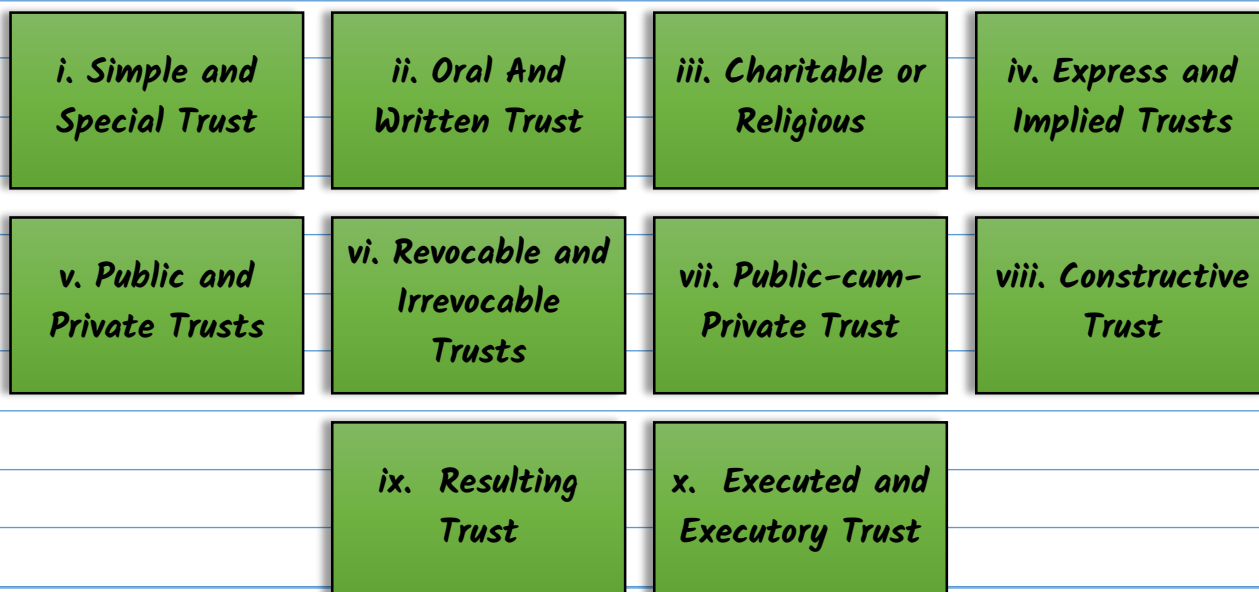 i. Simple and
Special Trust
ii. Oral And
Written Trust
iii. Charitable or
Religious
iv. Express and
Implied Trusts
v. Public and
Private Trusts
vi. Revocable and
Irrevocable
Trusts
vii. Public-cum-
Private Trust
viii. Constructive
Trust
ix. Resulting
Trust
x. Executed and
Executory Trust